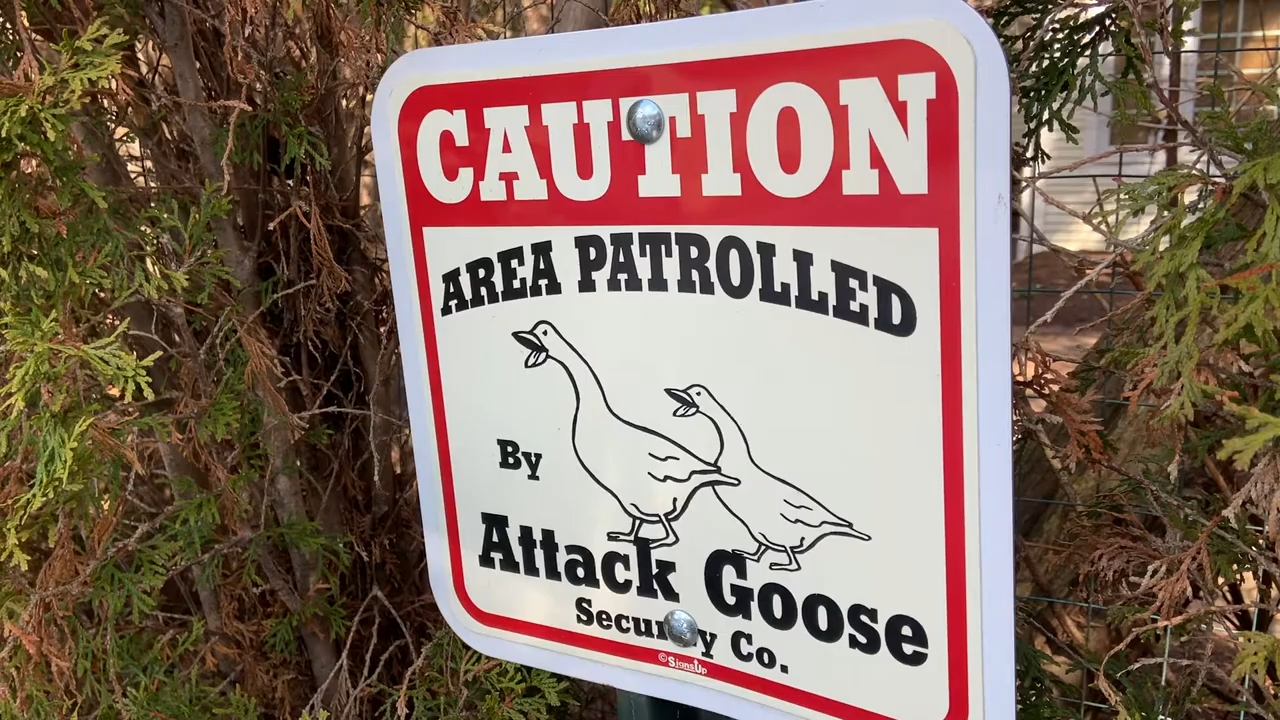 CAUTION
AREA PATROLLED
By
Attack Goose
Security Co.
©SignsUp